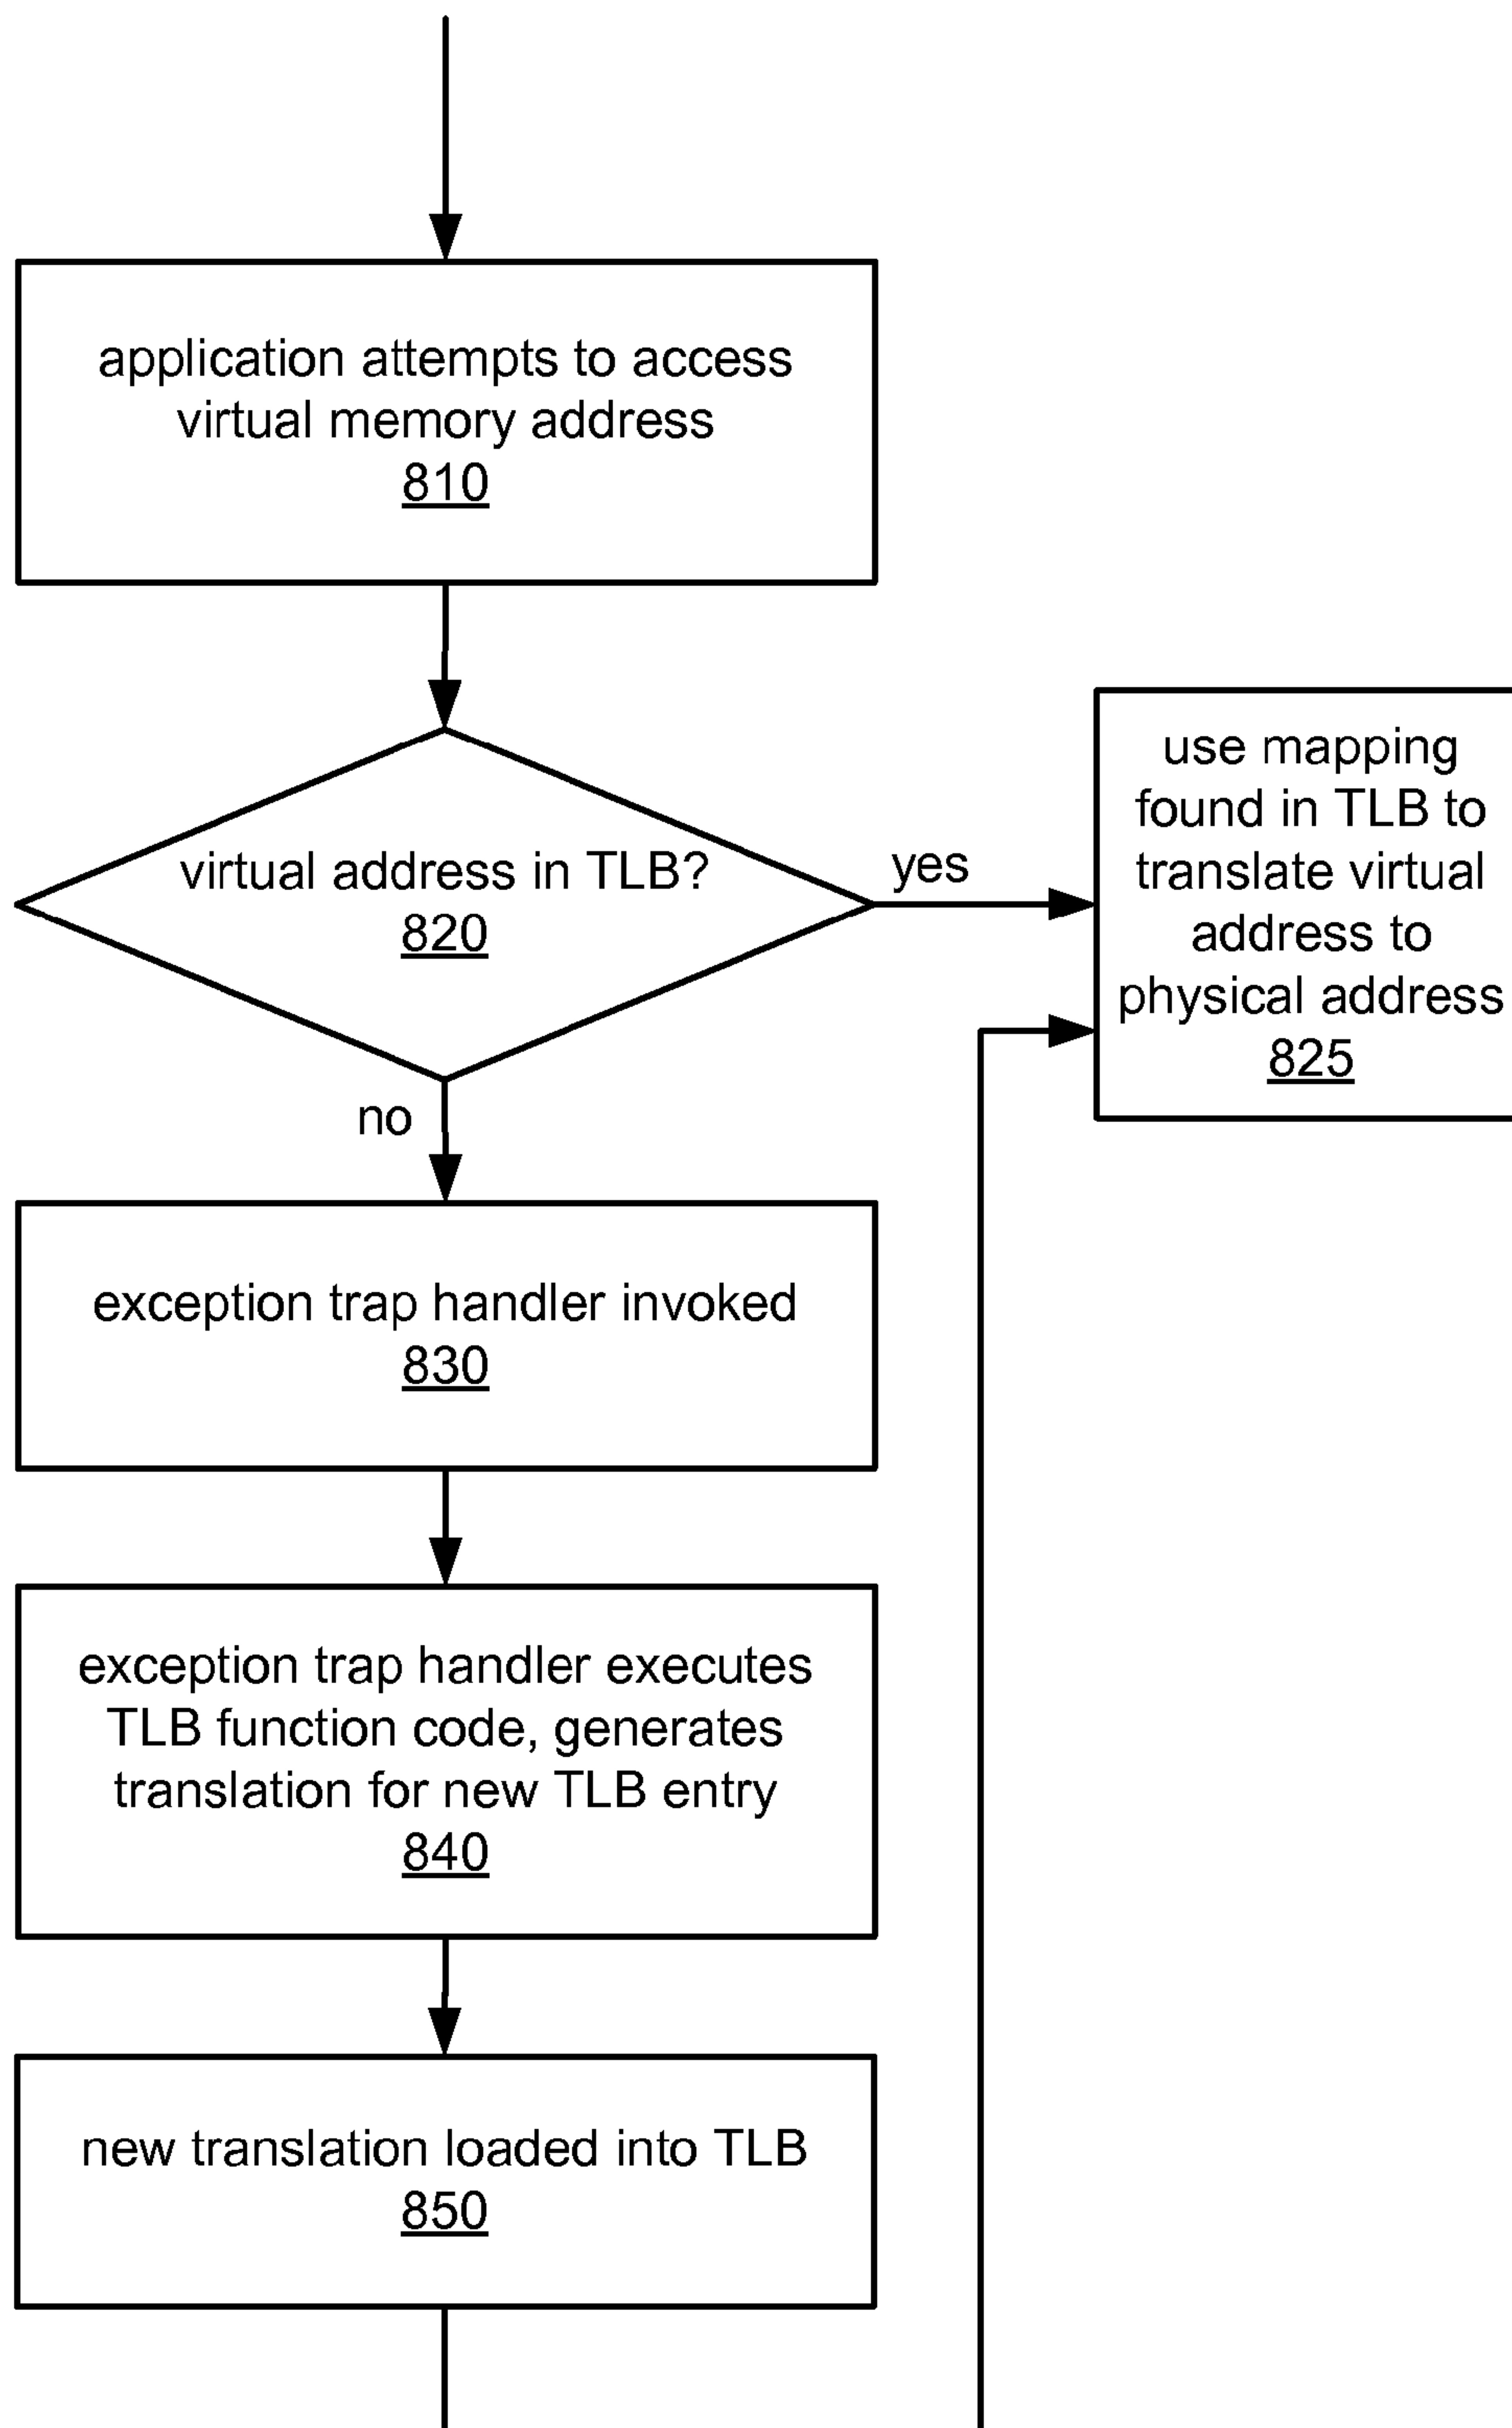 application attempts to access
virtual memory address
810
virtual address in TLB?
820
yes
use mapping
found in TLB to
translate virtual
address to
physical address
825
no
exception trap handler invoked
830
exception trap handler executes
TLB function code, generates
translation for new TLB entry
840
new translation loaded into TLB
850